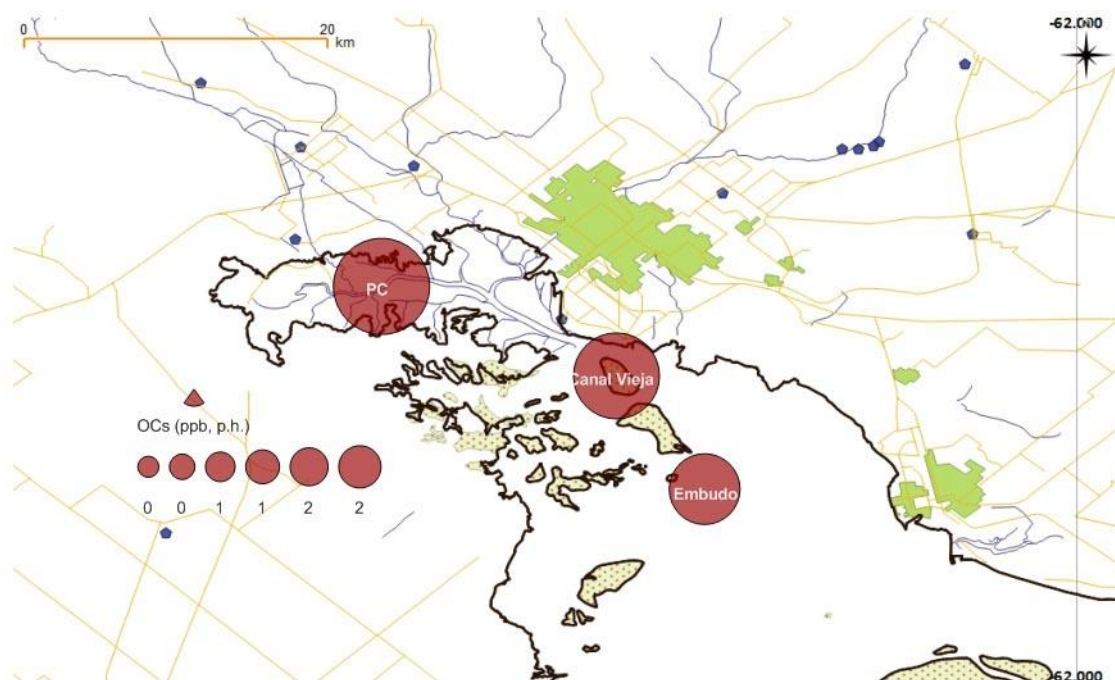 0 20
km
-62.000
PC
Canal Vieja
Embudo
OCs (ppb, p.h.)
0 0 1 1 2 2
-62.000